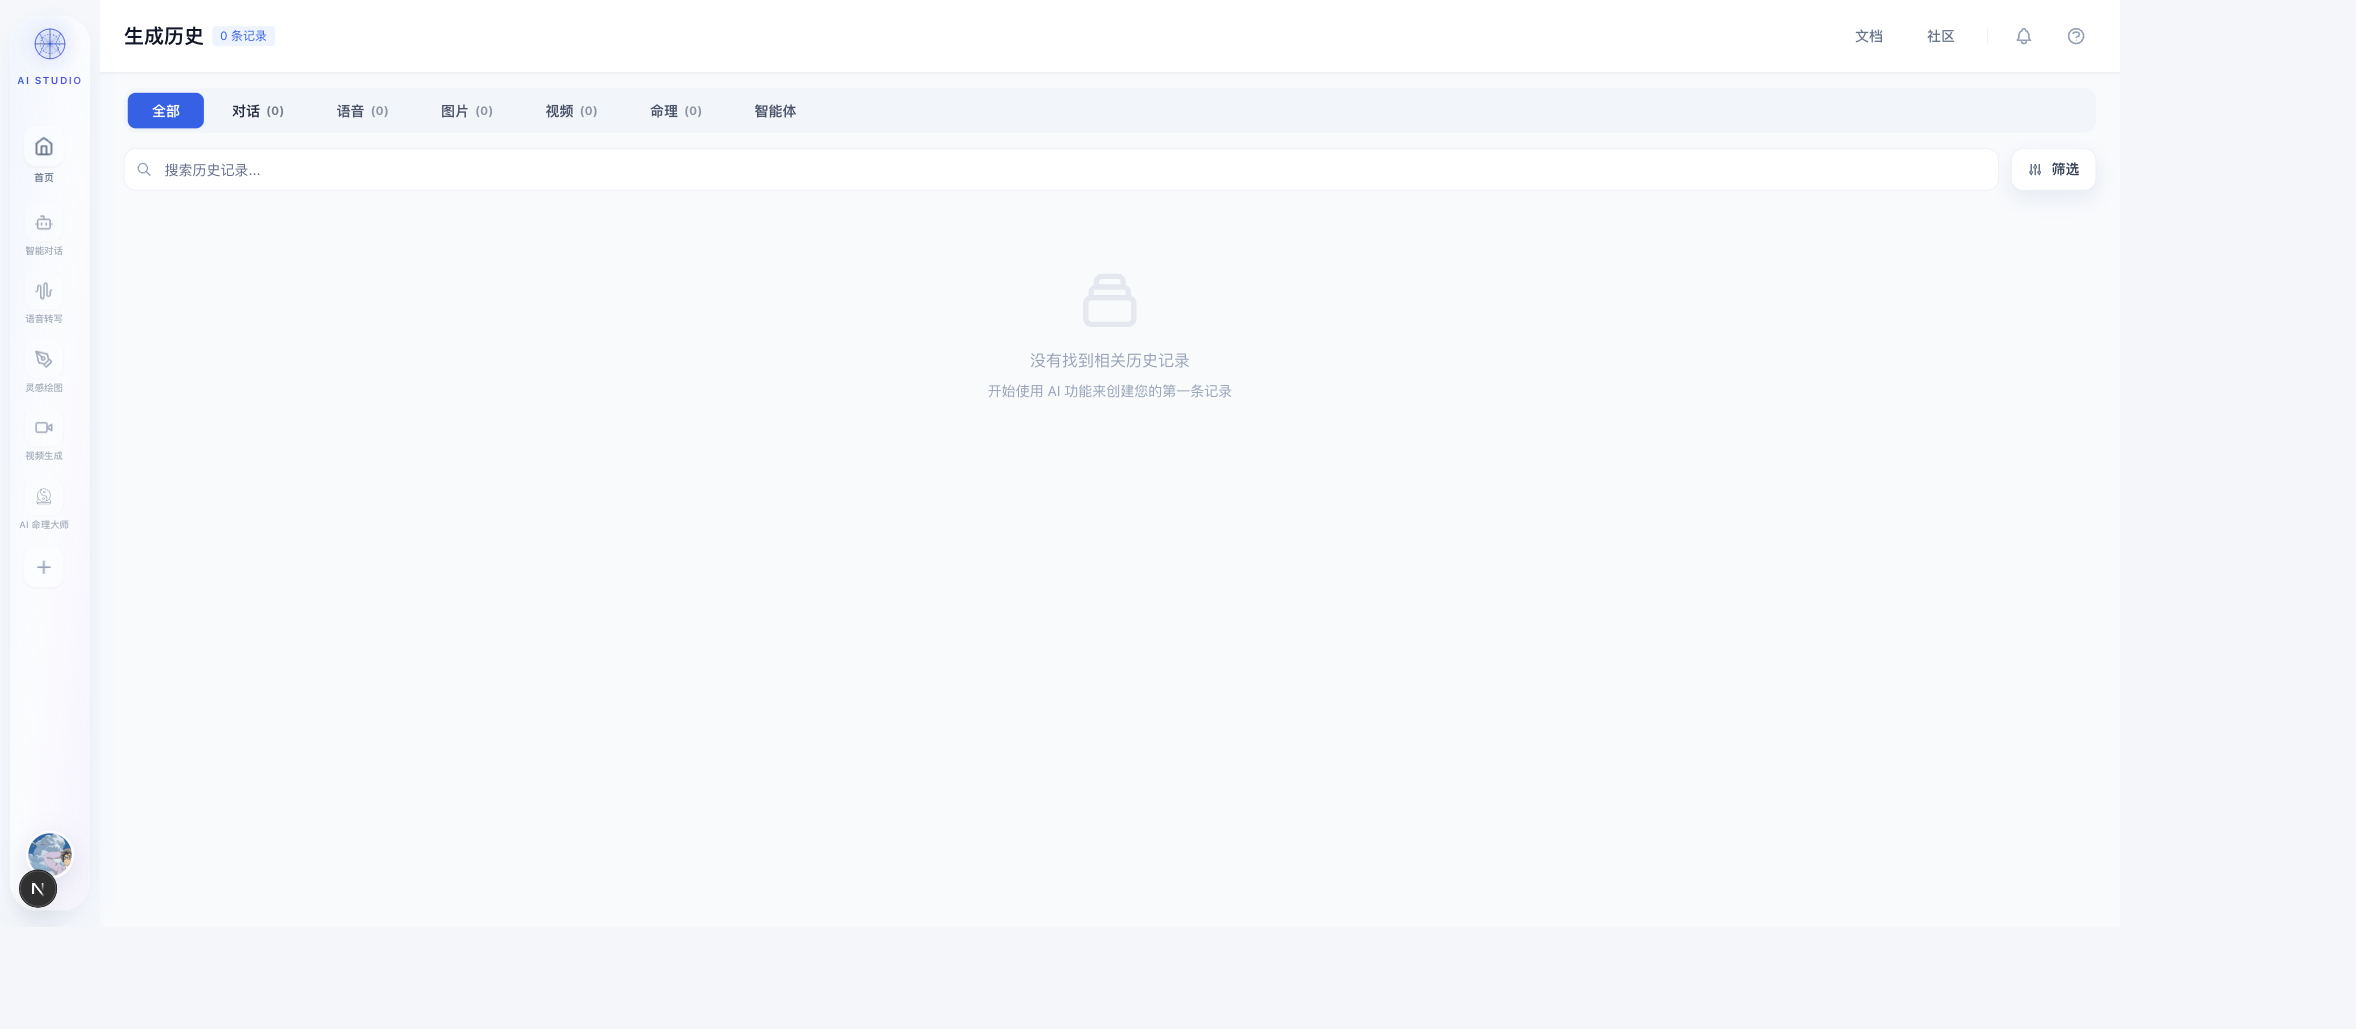 AI STUDIO
首页
智能对话
语音转写
灵感绘图
视频生成
AI 命理大师
N
生成历史
0 条记录
文档
社区
全部
对话 (0)
语音 (0)
图片 (0)
视频 (0)
命理 (0)
智能体
搜索历史记录...
筛选
没有找到相关历史记录
开始使用 AI 功能来创建您的第一条记录